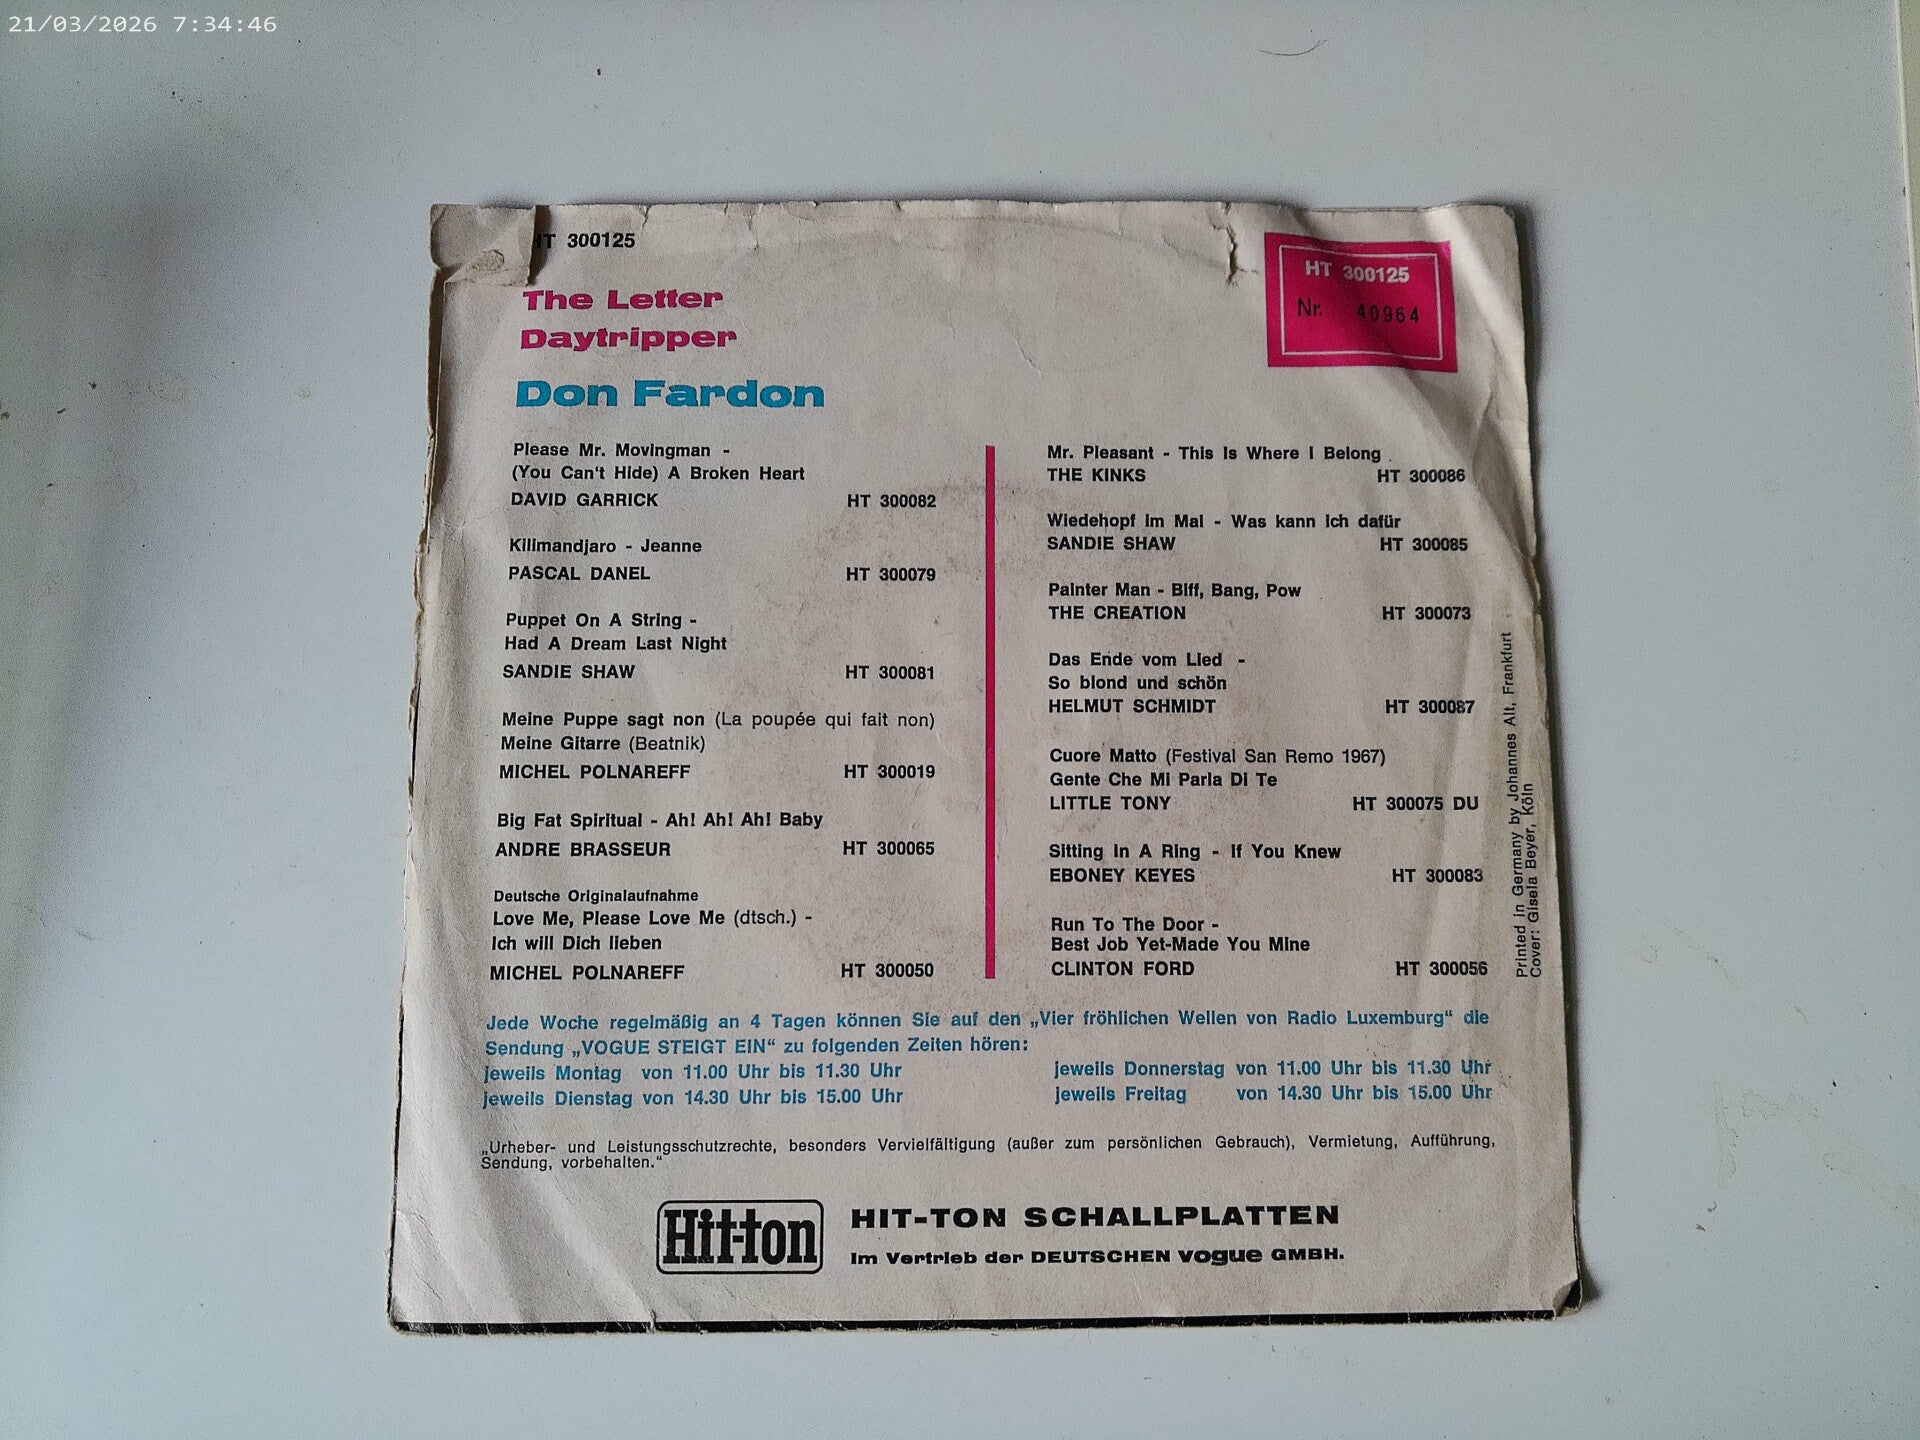 21/03/2026 7:34:46
HT 300125
The Letter
Daytripper
Don Fardon
HT 300125
Nr. 40964
Please Mr. Movingman -
(You Can't Hide) A Broken Heart
DAVID GARRICK HT 300082
Kilimandjaro - Jeanne
PASCAL DANEL HT 300079
Puppet On A String -
Had A Dream Last Night
SANDIE SHAW HT 300081
Meine Puppe sagt non (La poupée qui fait non)
Meine Gitarre (Beatnik)
MICHEL POLNAREFF HT 300019
Big Fat Spiritual - Ah! Ah! Ah! Baby
ANDRE BRASSEUR HT 300065
Deutsche Originalaufnahme
Love Me, Please Love Me (dtsch.) -
Ich will Dich lieben
MICHEL POLNAREFF HT 300050
Mr. Pleasant - This Is Where I Belong
THE KINKS HT 300086
Wiedehopf im Mai - Was kann ich dafür
SANDIE SHAW HT 300085
Painter Man - Biff, Bang, Pow
THE CREATION HT 300073
Das Ende vom Lied -
So blond und schön
HELMUT SCHMIDT HT 300087
Cuore Matto (Festival San Remo 1967)
Gente Che Mi Parla Di Te
LITTLE TONY HT 300075 DU
Sitting In A Ring - If You Knew
EBONEY KEYES HT 300083
Run To The Door -
Best Job Yet-Made You Mine
CLINTON FORD HT 300056
Printed in Germany by Johannes Alt, Frankfurt
Cover: Gisela Beyer, Köln
Jede Woche regelmäßig an 4 Tagen können Sie auf den „Vier fröhlichen Wellen von Radio Luxemburg“ die
Sendung „VOGUE STEIGT EIN“ zu folgenden Zeiten hören:
jeweils Montag von 11.00 Uhr bis 11.30 Uhr jeweils Donnerstag von 11.00 Uhr bis 11.30 Uhr
jeweils Dienstag von 14.30 Uhr bis 15.00 Uhr jeweils Freitag von 14.30 Uhr bis 15.00 Uhr
„Urheber- und Leistungsschutzrechte, besonders Vervielfältigung (außer zum persönlichen Gebrauch), Vermietung, Aufführung,
Sendung, vorbehalten.“
Hit-ton
HIT-TON SCHALLPLATTEN
Im Vertrieb der DEUTSCHEN vogue GMBH.